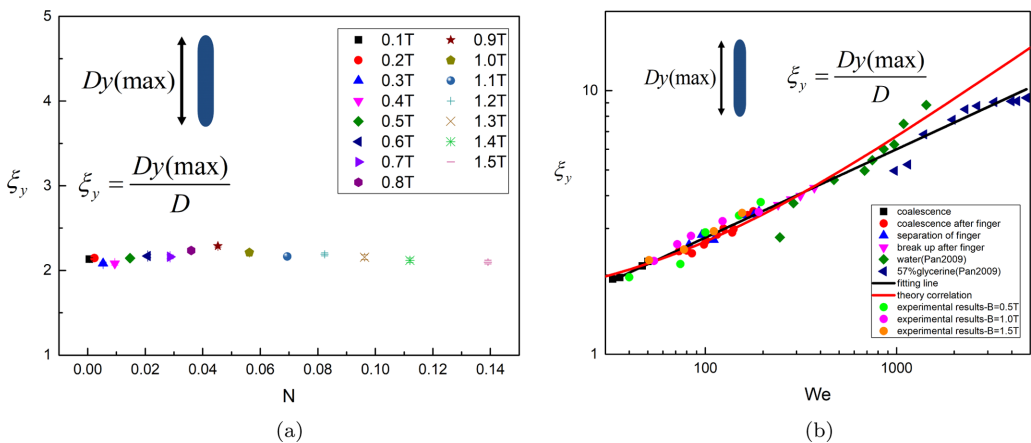 5
4
3
2
1
ξy
Dy(max)
ξy = Dy(max)/D
0.1T
0.2T
0.3T
0.4T
0.5T
0.6T
0.7T
0.8T
0.9T
1.0T
1.1T
1.2T
1.3T
1.4T
1.5T
0.00 0.02 0.04 0.06 0.08 0.10 0.12 0.14
N
(a)
10
1
ξy
Dy(max)
ξy = Dy(max)/D
coalescence
coalescence after finger
separation of finger
break up after finger
water(Pan2009)
57%glycerine(Pan2009)
fitting line
theory correlation
experimental results-B=0.5T
experimental results-B=1.0T
experimental results-B=1.5T
100 1000
We
(b)